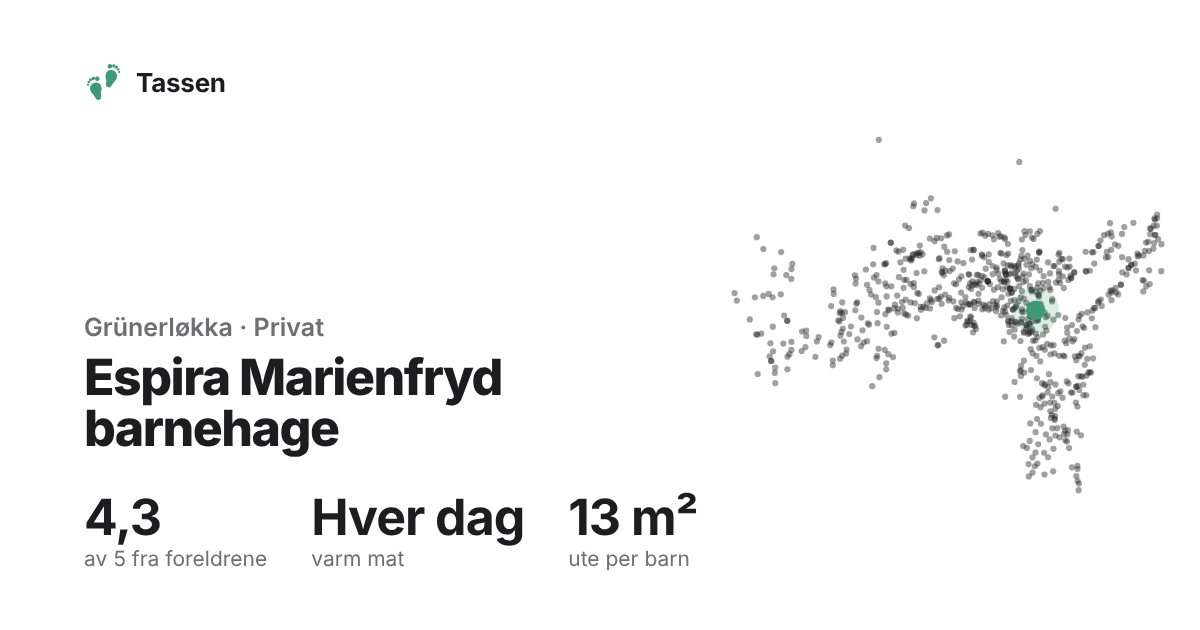 Tassen
Grünerløkka · Privat
Espira Marienfryd
barnehage
4,3
av 5 fra foreldrene
Hver dag
varm mat
13 m²
ute per barn